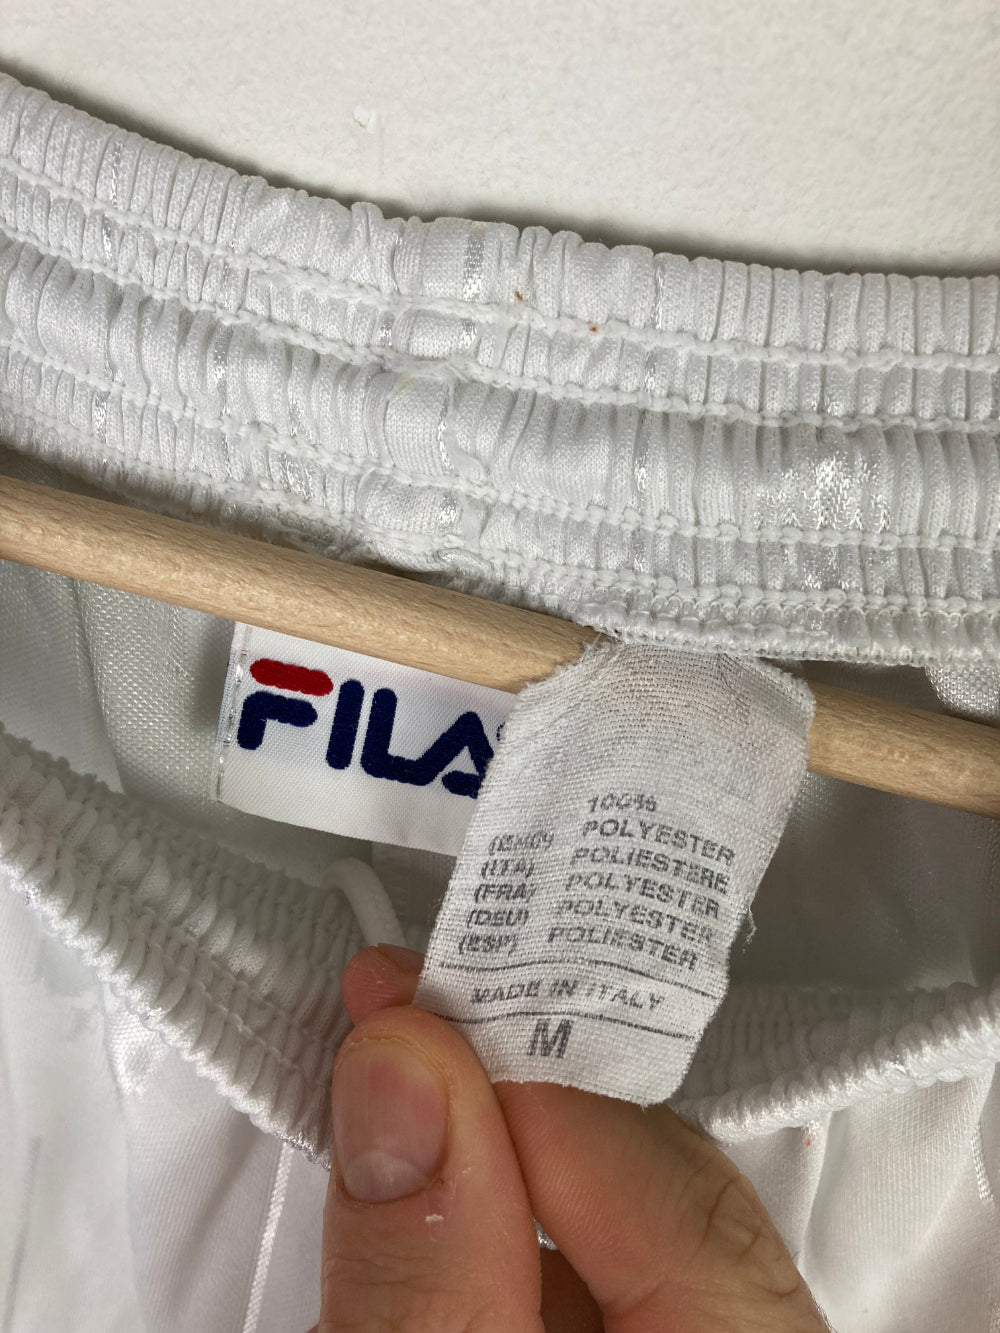 FILA
100%
(ENG) POLYESTER
(ITA) POLIESTERE
(FRA) POLYESTER
(DEU) POLYESTER
(ESP) POLIESTER
MADE IN ITALY
M